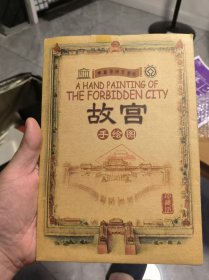 A HAND PAINTING OF
THE FORBIDDEN CITY
故宫
手绘图